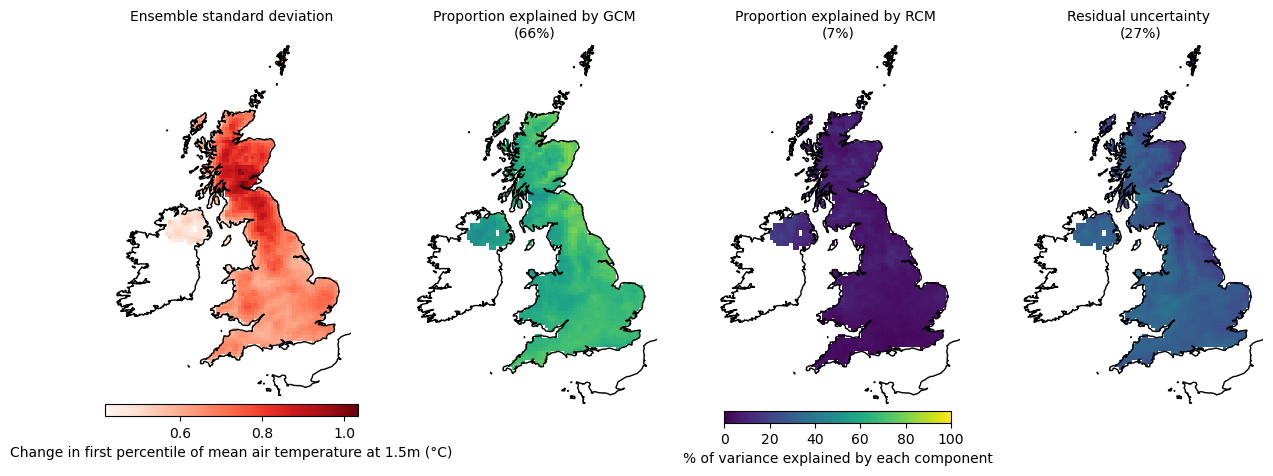 Ensemble standard deviation
Proportion explained by GCM
(66%)
Proportion explained by RCM
(7%)
Residual uncertainty
(27%)
0.6 0.8 1.0
Change in first percentile of mean air temperature at 1.5m (°C)
0 20 40 60 80 100
% of variance explained by each component